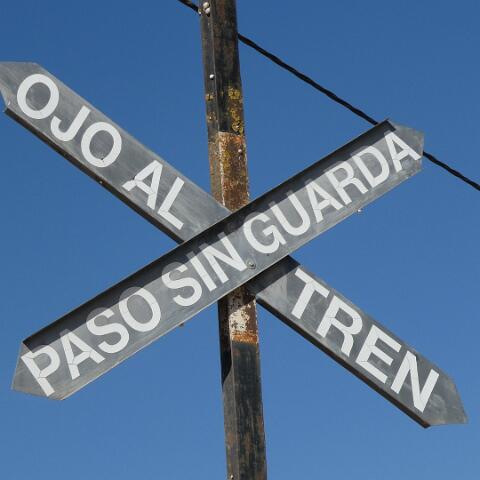 OJO AL TREN
PASO SIN GUARDA